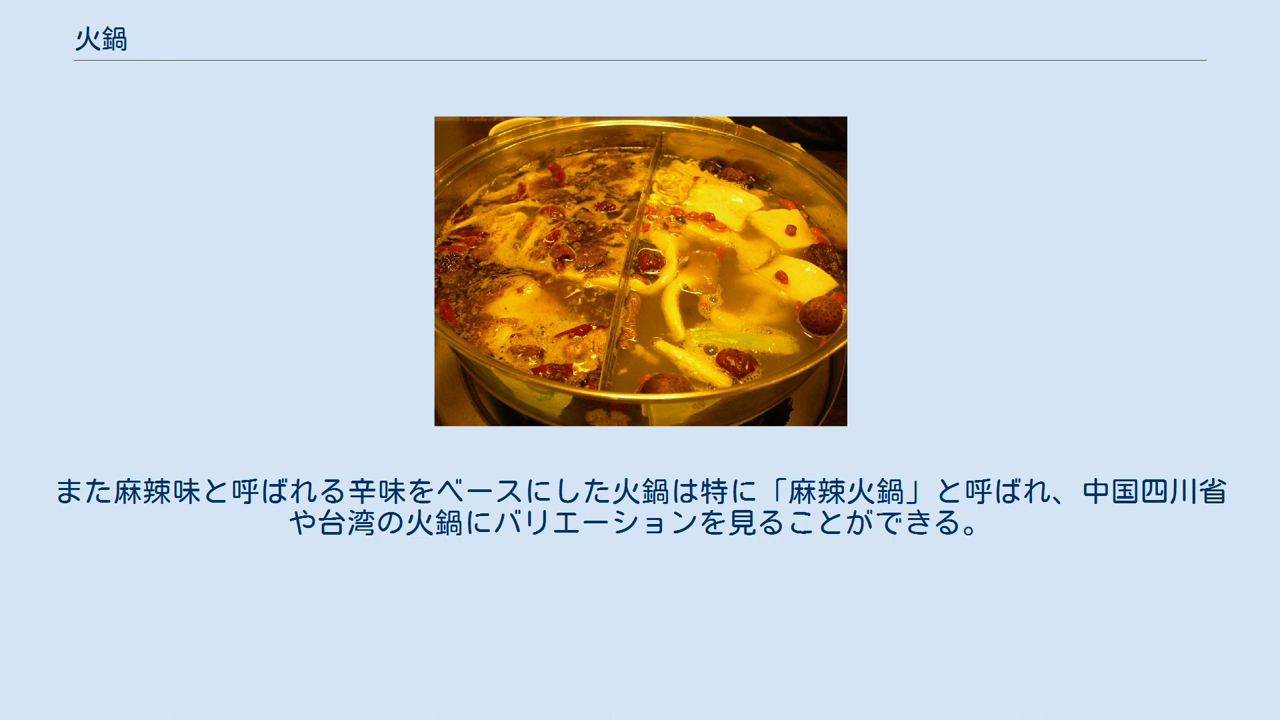 火鍋
また麻辣味と呼ばれる辛味をベースにした火鍋は特に「麻辣火鍋」と呼ばれ、中国四川省
や台湾の火鍋にバリエーションを見ることができる。